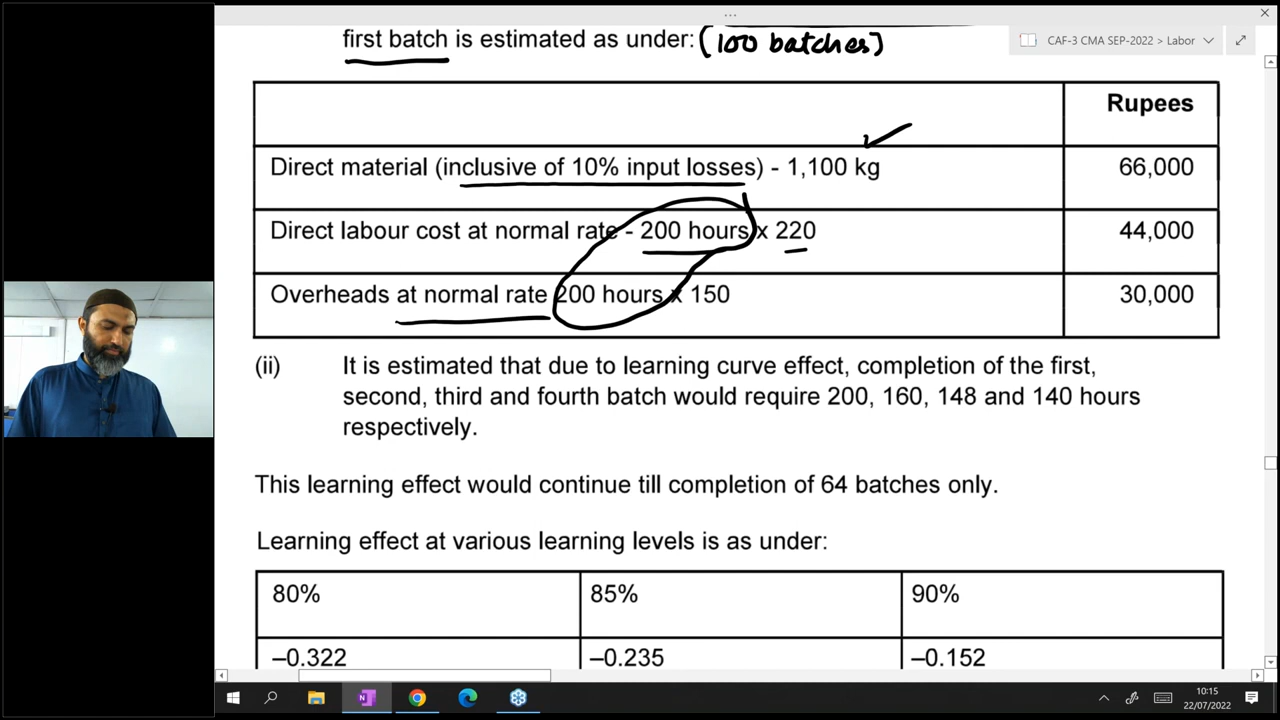 ...
CAF-3 CMA SEP-2022 > Labor
first batch is estimated as under: (100 batches)
Rupees
Direct material (inclusive of 10% input losses) - 1,100 kg 66,000
Direct labour cost at normal rate - 200 hours x 220 44,000
Overheads at normal rate 200 hours x 150 30,000
(ii) It is estimated that due to learning curve effect, completion of the first,
second, third and fourth batch would require 200, 160, 148 and 140 hours
respectively.
This learning effect would continue till completion of 64 batches only.
Learning effect at various learning levels is as under:
80% 85% 90%
–0.322 –0.235 –0.152
10:15
22/07/2022